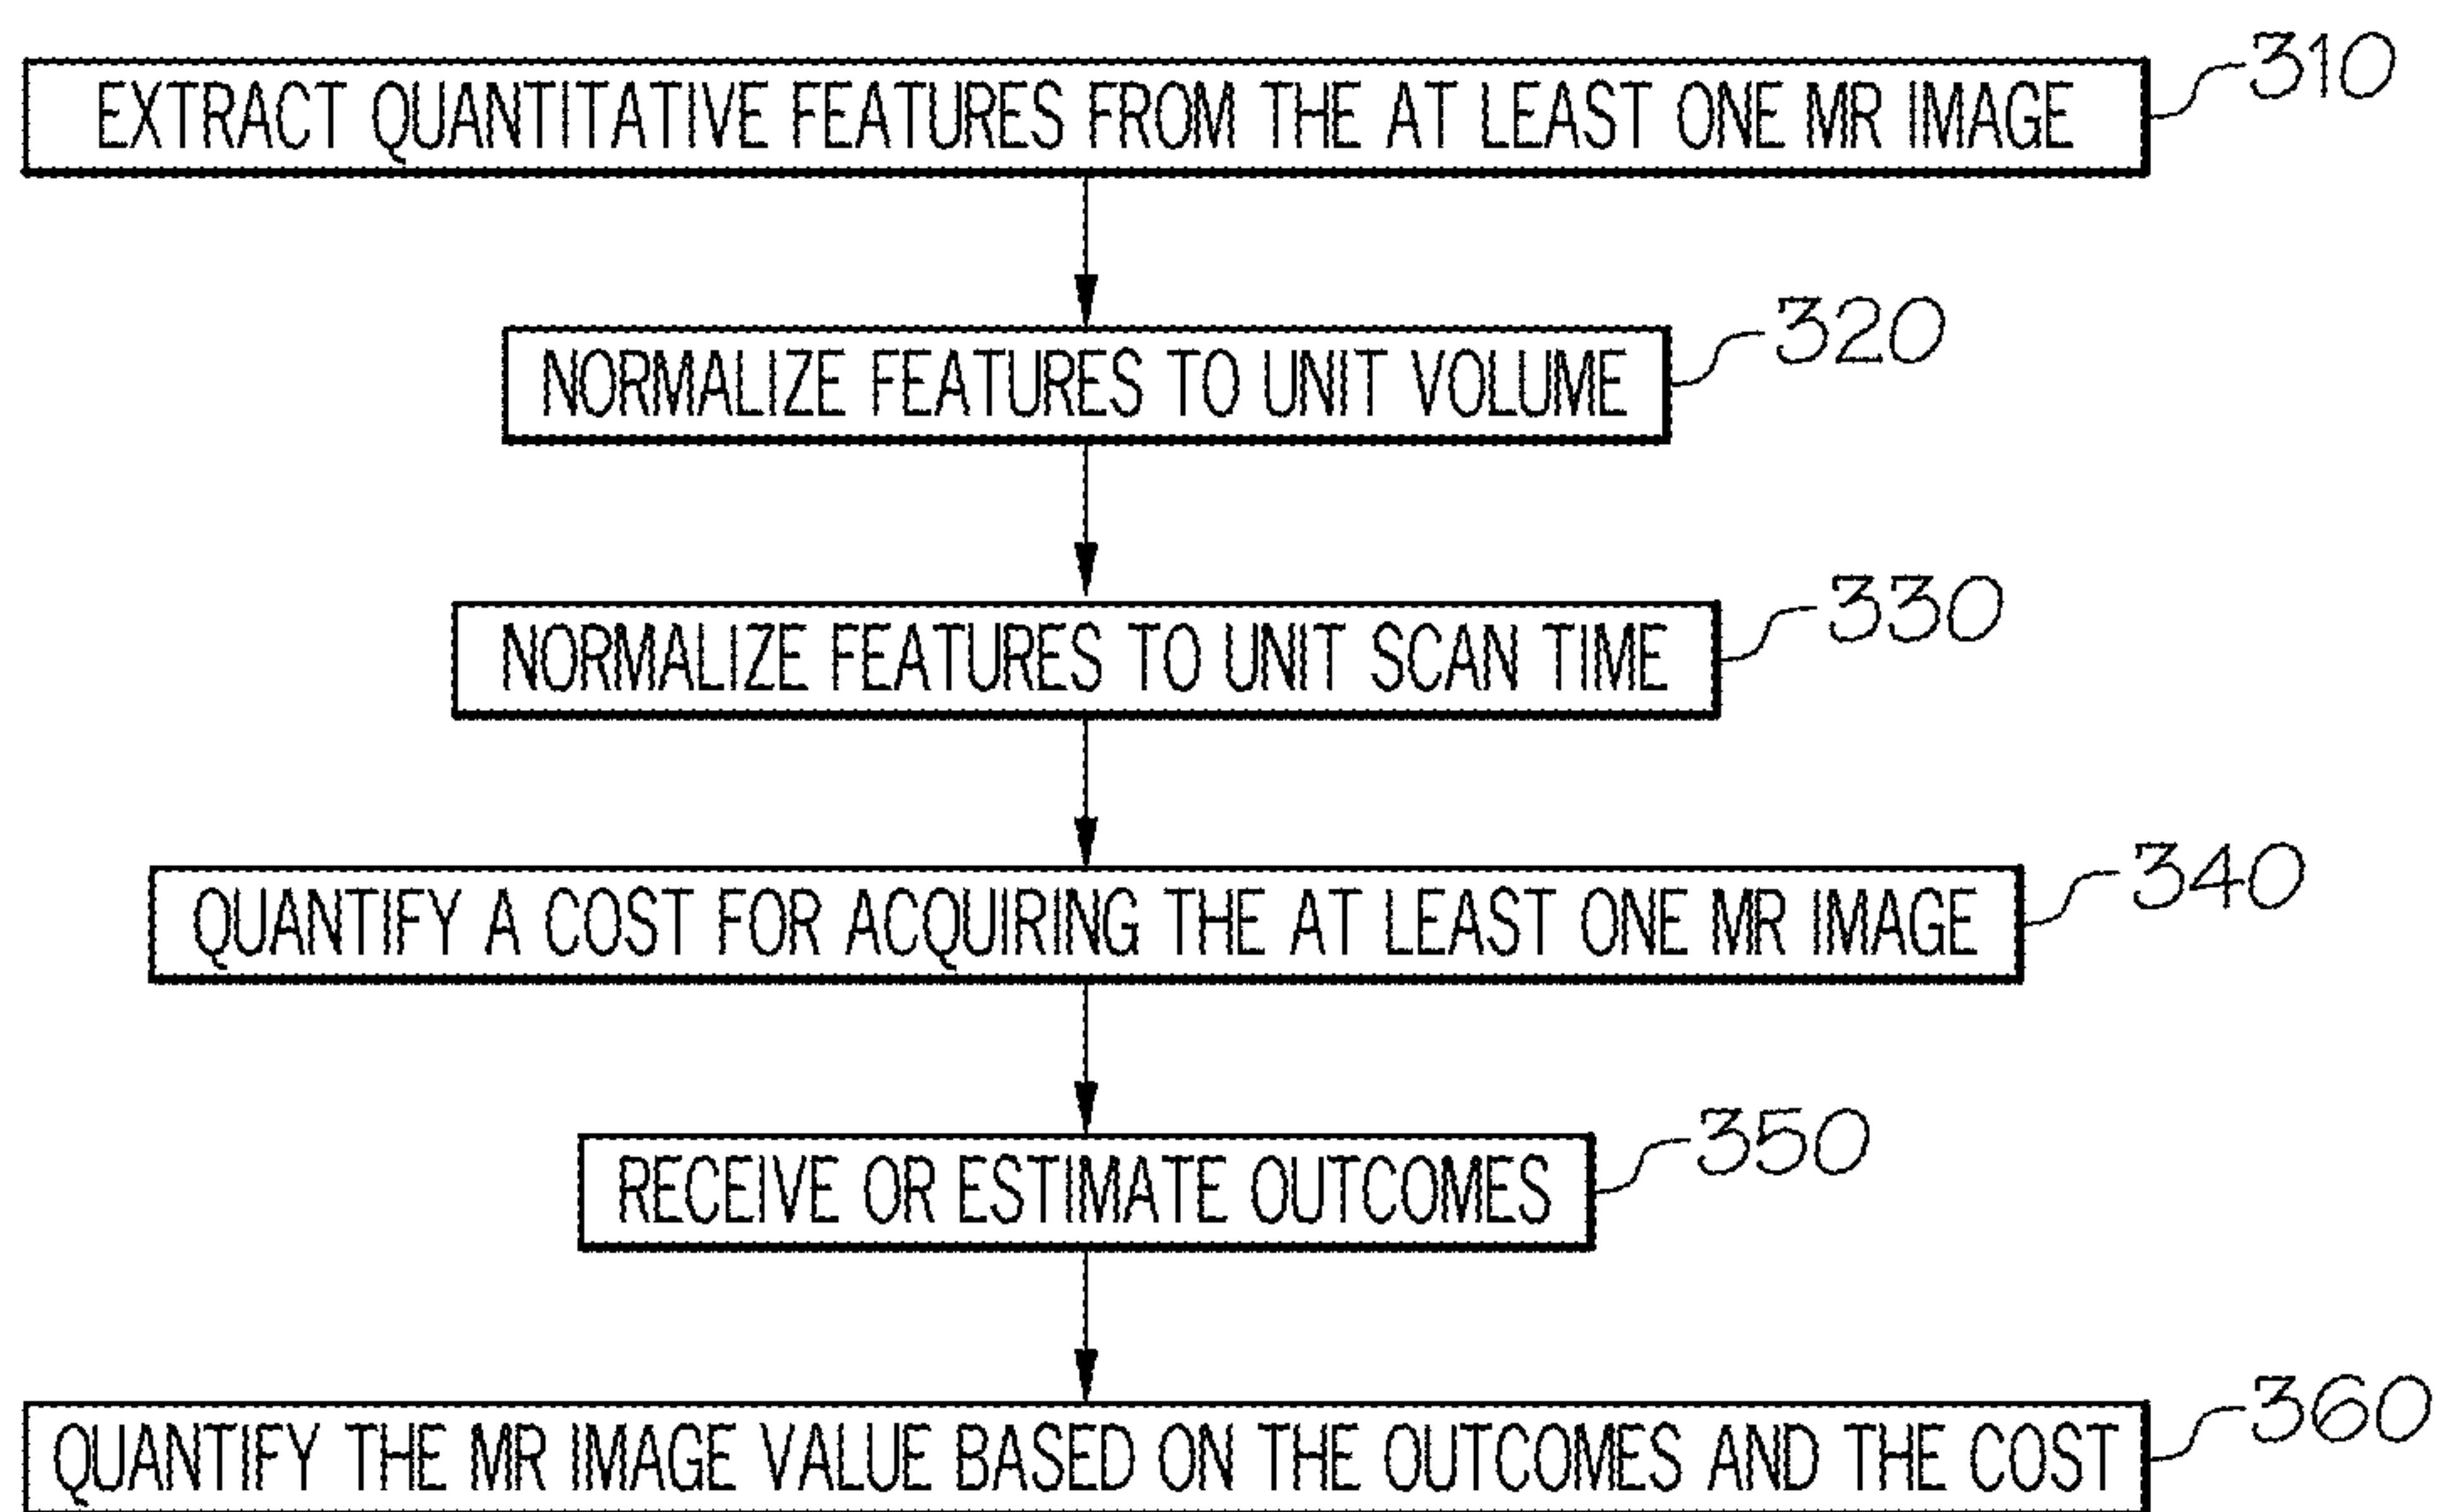 EXTRACT QUANTITATIVE FEATURES FROM THE AT LEAST ONE MR IMAGE 310
NORMALIZE FEATURES TO UNIT VOLUME 320
NORMALIZE FEATURES TO UNIT SCAN TIME 330
QUANTIFY A COST FOR ACQUIRING THE AT LEAST ONE MR IMAGE 340
RECEIVE OR ESTIMATE OUTCOMES 350
QUANTIFY THE MR IMAGE VALUE BASED ON THE OUTCOMES AND THE COST 360